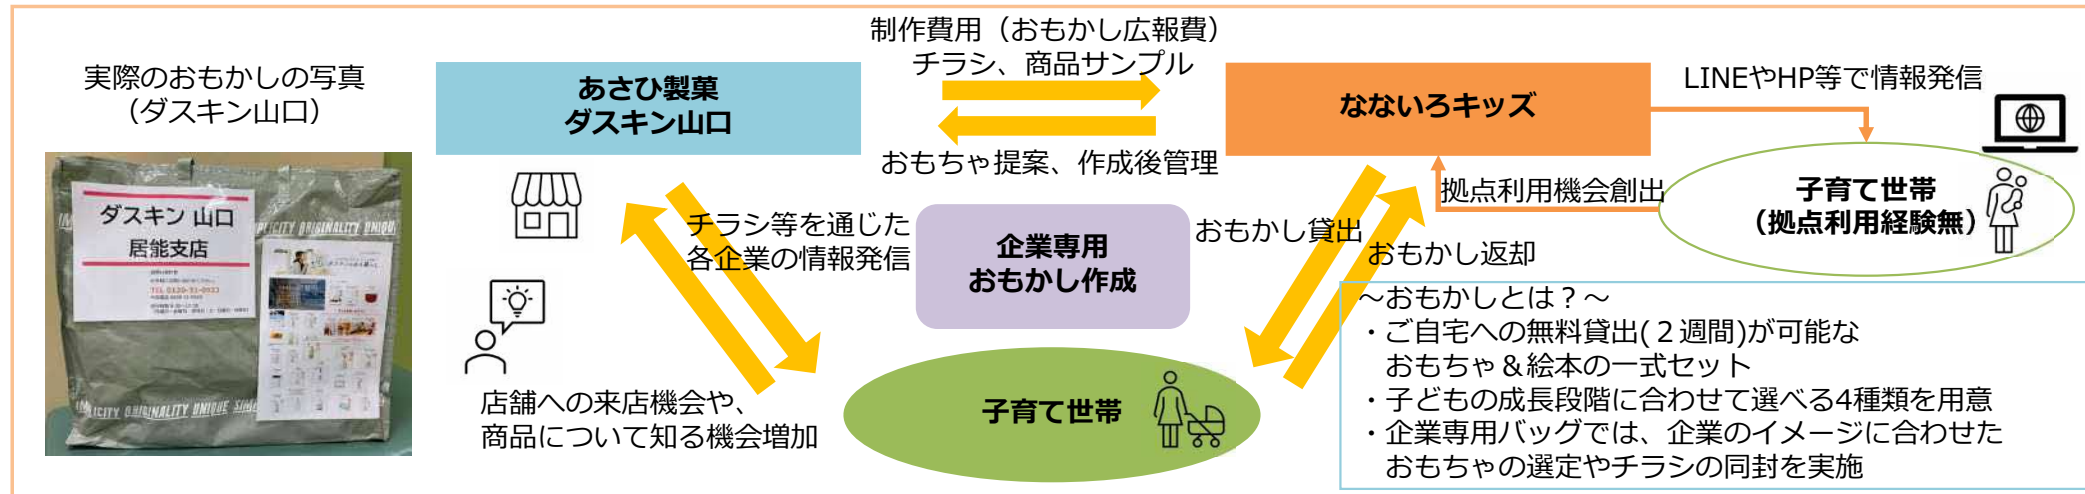 制作費用（おもかし広報費）
チラシ、商品サンプル
実際のおもかしの写真
（ダスキン山口）
あさひ製菓
ダスキン山口
なないろキッズ
LINEやHP等で情報発信
おもちゃ提案、作成後管理
子育て世帯
（拠点利用経験無）
拠点利用機会創出
チラシ等を通じた
各企業の情報発信
企業専用
おもかし作成
おもかし貸出
おもかし返却
ダスキン 山口
居能支店
ORIGINALITY UNIQUE
店舗への来店機会や、
商品について知る機会増加
子育て世帯
～おもかしとは？～
・ご自宅への無料貸出(２週間)が可能な
おもちゃ＆絵本の一式セット
・子どもの成長段階に合わせて選べる4種類を用意
・企業専用バッグでは、企業のイメージに合わせた
おもちゃの選定やチラシの同封を実施